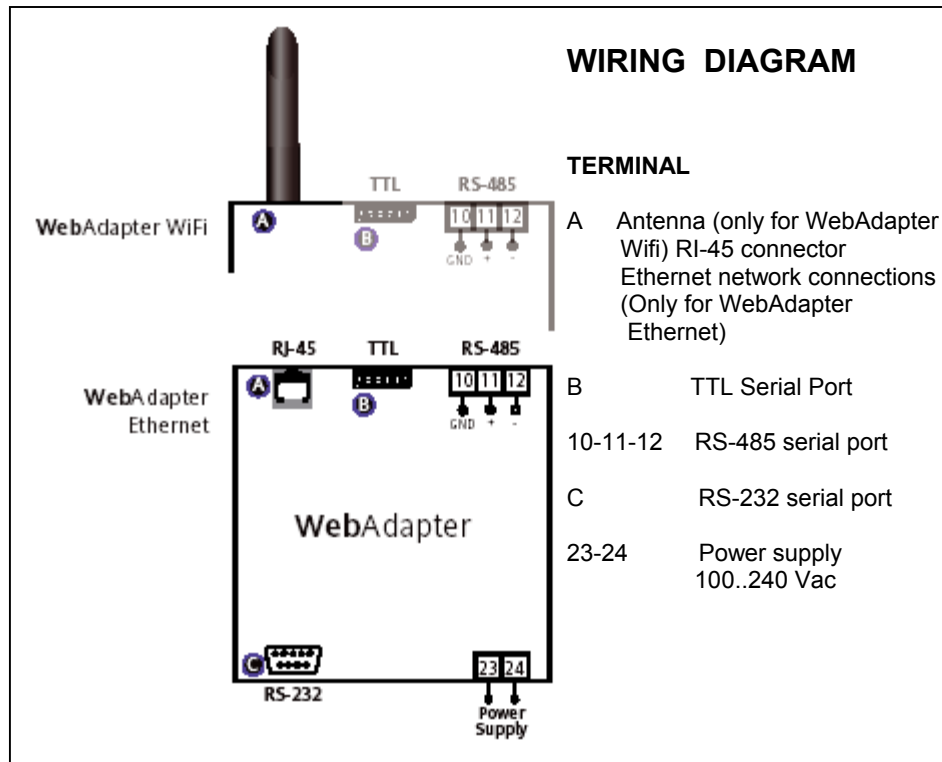 WIRING DIAGRAM
TERMINAL
TTL RS-485
WebAdapter WiFi
A
B
10 11 12
GND + -
A Antenna (only for WebAdapter
Wifi) RI-45 connector
Ethernet network connections
(Only for WebAdapter
Ethernet)
RJ-45 TTL RS-485
WebAdapter
Ethernet
A
B
10 11 12
GND + -
B TTL Serial Port
10-11-12 RS-485 serial port
C RS-232 serial port
23-24 Power supply
100..240 Vac
WebAdapter
C
RS-232
23 24
Power
Supply